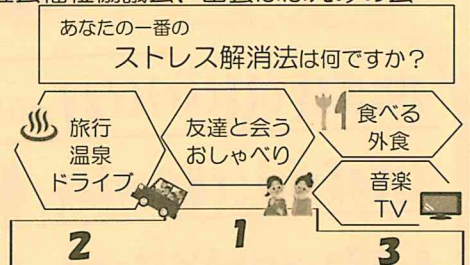 あなたの一番の
ストレス解消法は何ですか？
旅行
温泉
ドライブ
友達と会う
おしゃべり
食べる
外食
音楽
TV
2
1
3